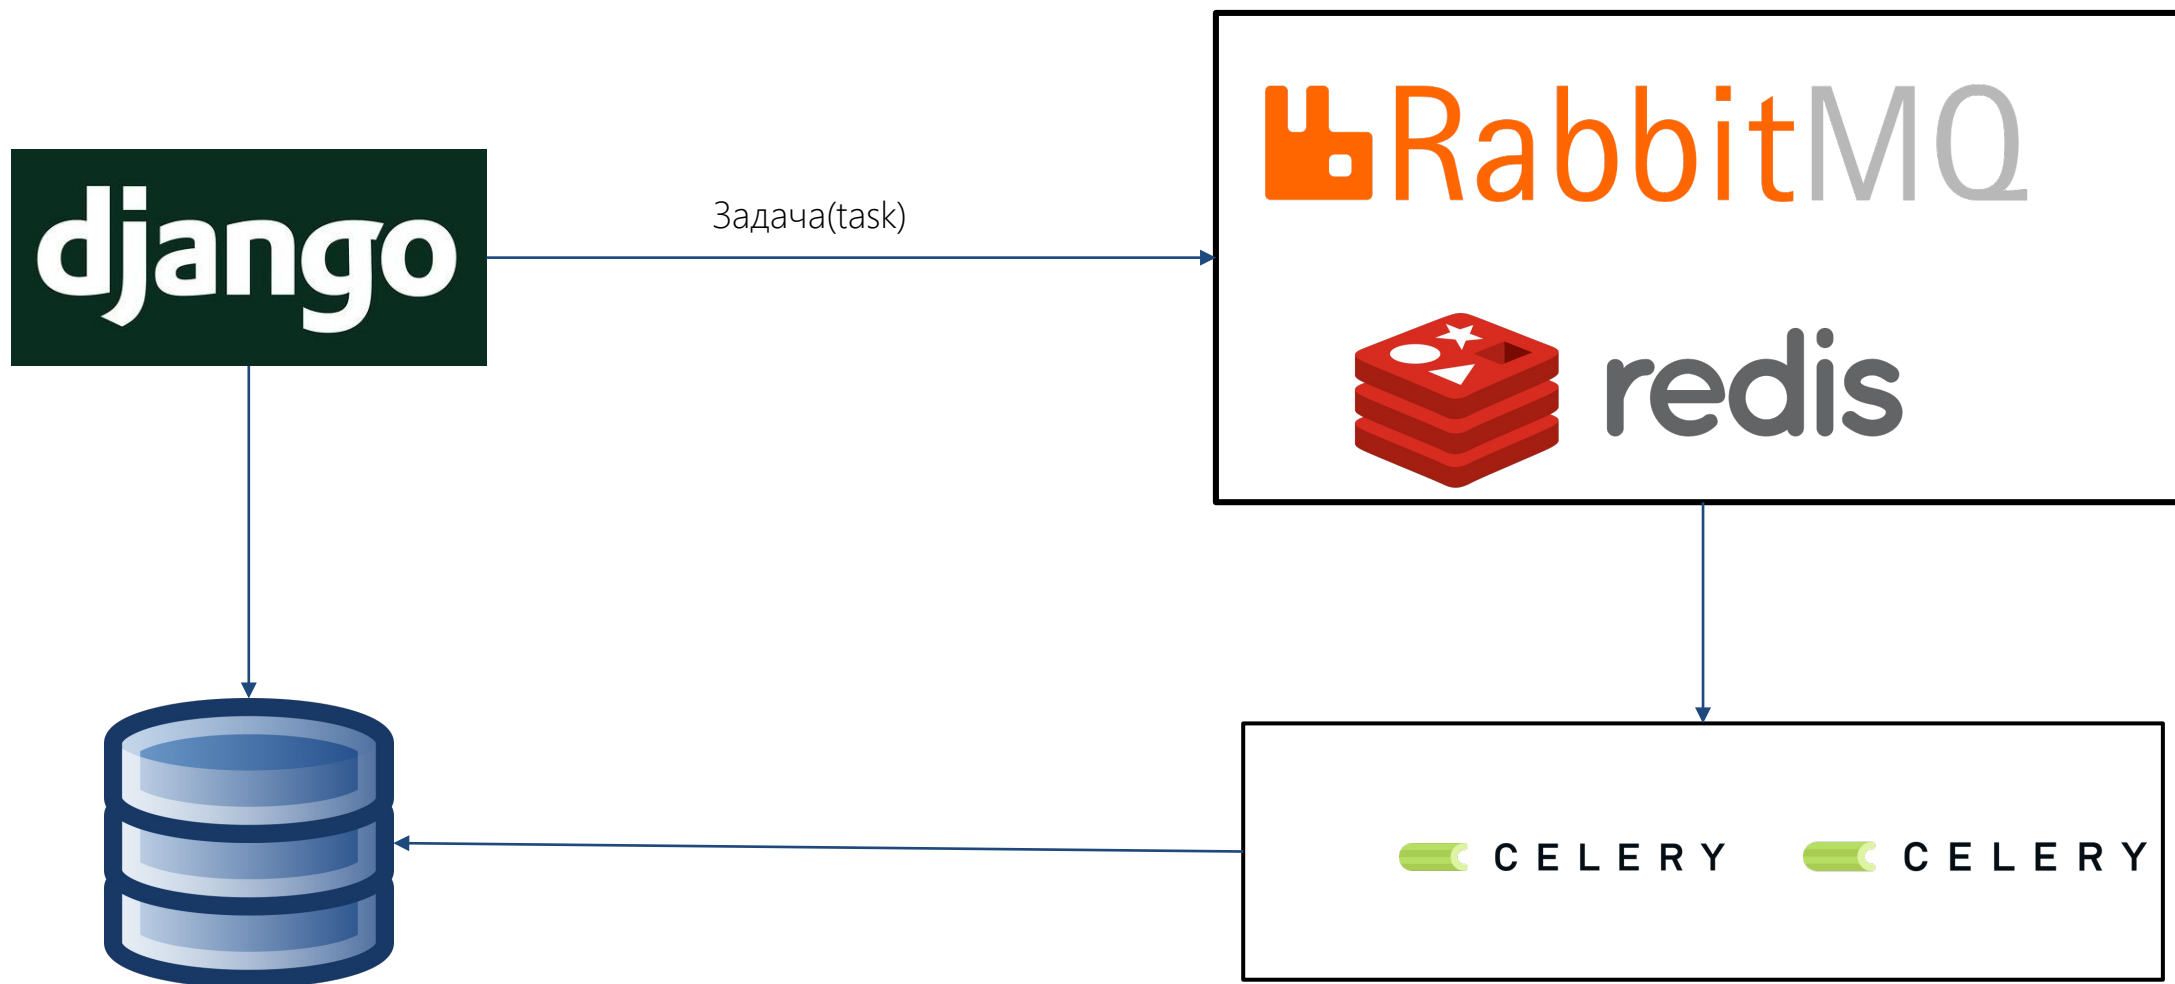 django
Задача(task)
RabbitMQ
redis
CELERY
CELERY